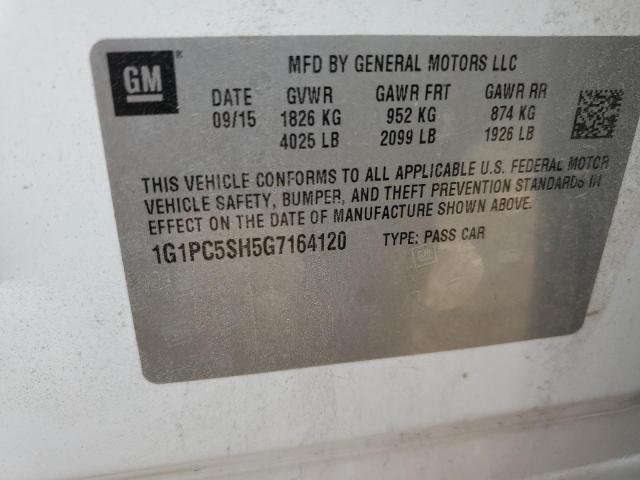 GM
MFD BY GENERAL MOTORS LLC
DATE GVWR GAWR FRT GAWR RR
09/15 1826 KG 952 KG 874 KG
4025 LB 2099 LB 1926 LB
THIS VEHICLE CONFORMS TO ALL APPLICABLE U.S. FEDERAL MOTOR
VEHICLE SAFETY, BUMPER, AND THEFT PREVENTION STANDARDS IN
EFFECT ON THE DATE OF MANUFACTURE SHOWN ABOVE.
1G1PC5SH5G7164120 TYPE: PASS CAR
GM